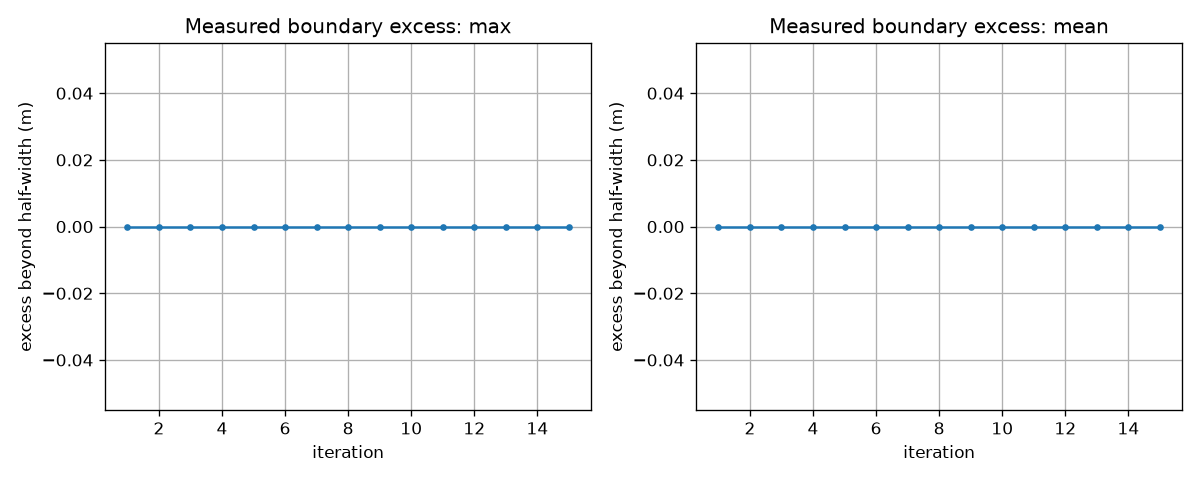 Measured boundary excess: max
excess beyond half-width (m)
0.04
0.02
0.00
−0.02
−0.04
2 4 6 8 10 12 14
iteration
Measured boundary excess: mean
excess beyond half-width (m)
0.04
0.02
0.00
−0.02
−0.04
2 4 6 8 10 12 14
iteration